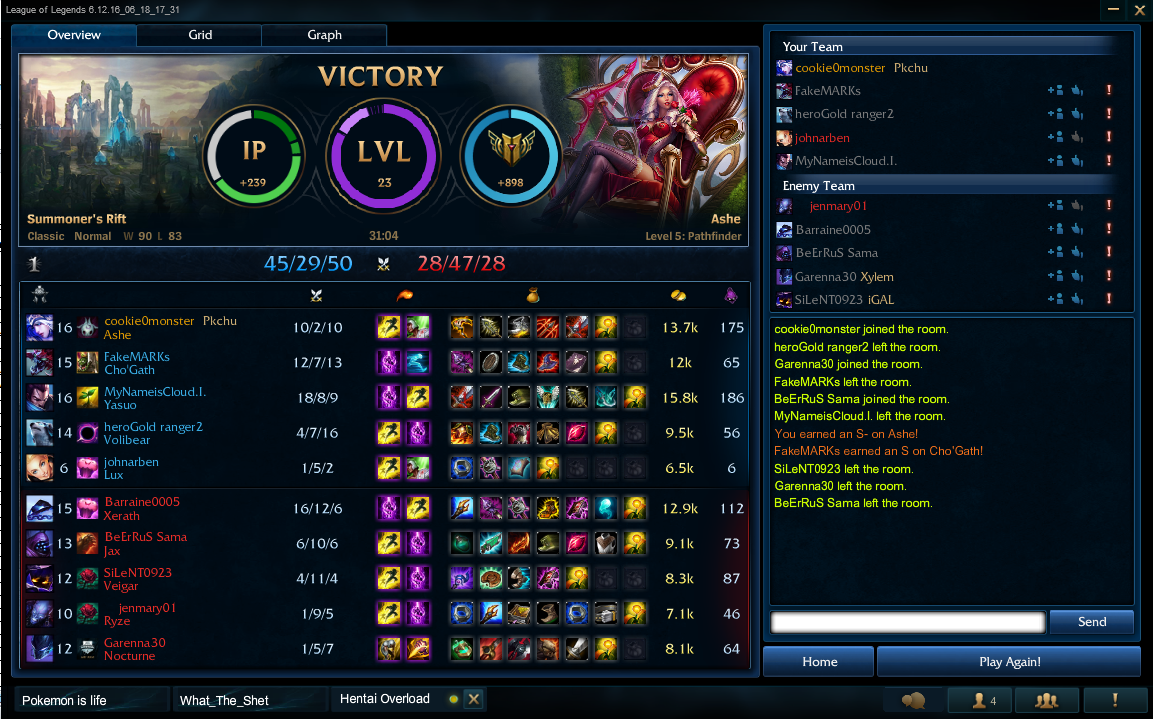 League of Legends 6.12.16_06_18_17_31
Overview Grid Graph
VICTORY
IP
+239
LVL
23
+898
Summoner's Rift
Classic Normal W 90 L 83
31:04
Ashe
Level 5: Pathfinder
1 45/29/50 28/47/28
16 cookie0monster Pkchu 10/2/10 13.7k 175
Ashe
15 FakeMARKs 12/7/13 12k 65
Cho'Gath
16 MyNameisCloud.I. 18/8/9 15.8k 186
Yasuo
14 heroGold ranger2 4/7/16 9.5k 56
Volibear
6 johnarben 1/5/2 6.5k 6
Lux
15 Barraine0005 16/12/6 12.9k 112
Xerath
13 BeErRuS Sama 6/10/6 9.1k 73
Jax
12 SiLeNT0923 4/11/4 8.3k 87
Veigar
10 jenmary01 1/9/5 7.1k 46
Ryze
12 Garenna30 1/5/7 8.1k 64
Nocturne
Your Team
cookie0monster Pkchu
FakeMARKs
heroGold ranger2
johnarben
MyNameisCloud.I.
Enemy Team
jenmary01
Barraine0005
BeErRuS Sama
Garenna30 Xylem
SiLeNT0923 iGAL
cookie0monster joined the room.
heroGold ranger2 left the room.
Garenna30 joined the room.
FakeMARKs left the room.
BeErRuS Sama joined the room.
MyNameisCloud.I. left the room.
You earned an S- on Ashe!
FakeMARKs earned an S on Cho'Gath!
SiLeNT0923 left the room.
Garenna30 left the room.
BeErRuS Sama left the room.
Send
Home Play Again!
Pokemon is life What_The_Shet Hentai Overload 4